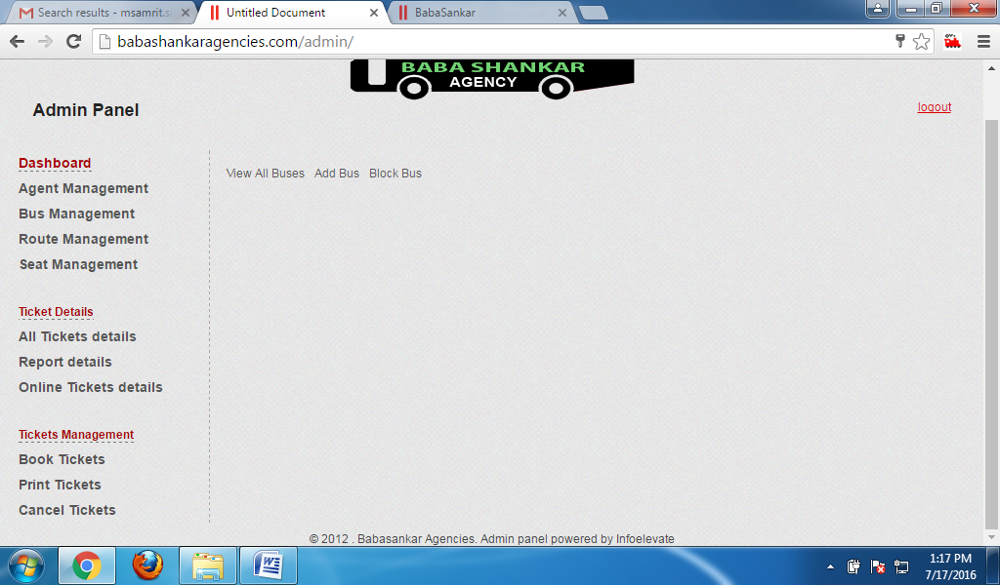 Search results - msamrit.s
Untitled Document
BabaSankar
babashankaragencies.com/admin/
BABA SHANKAR
AGENCY
Admin Panel
logout
Dashboard
Agent Management
Bus Management
Route Management
Seat Management
View All Buses Add Bus Block Bus
Ticket Details
All Tickets details
Report details
Online Tickets details
Tickets Management
Book Tickets
Print Tickets
Cancel Tickets
© 2012 . Babasankar Agencies. Admin panel powered by Infoelevate
1:17 PM
7/17/2016